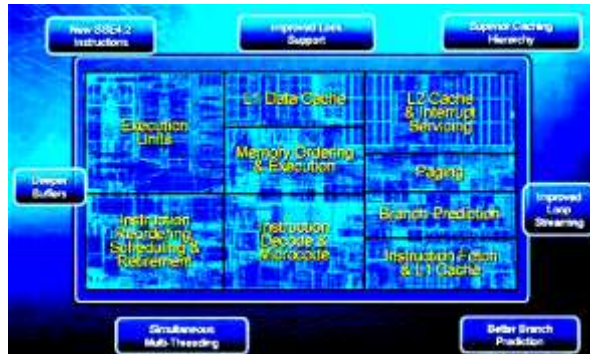 New SSE4.2
Instructions
Improved Lock
Support
Superior Caching
Hierarchy
Execution
Units
L1 Data Cache
L2 Cache
& Interrupt
Servicing
Memory Ordering
& Execution
Paging
Deeper
Buffers
Improved
Loop
Streaming
Instruction
Reordering,
Scheduling &
Retirement
Instruction
Decode &
Microcode
Branch Prediction
Instruction Fetch
& L1 Cache
Simultaneous
Multi-Threading
Better Branch
Prediction